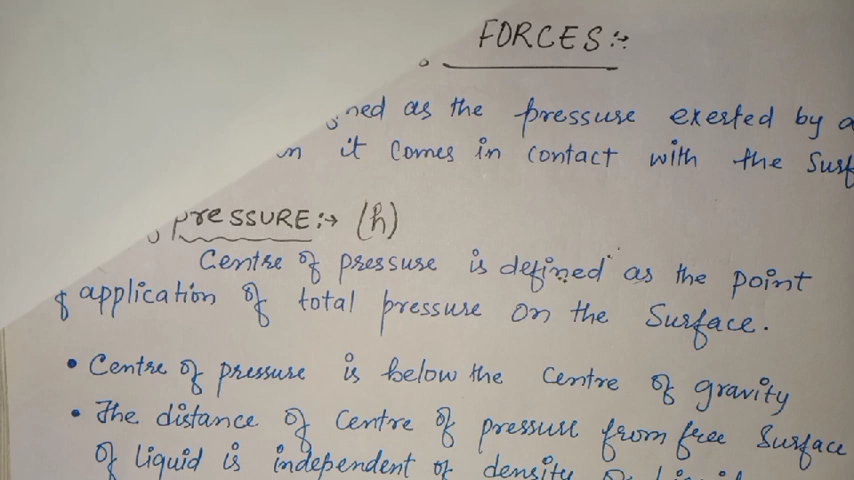 FORCES:→
as the pressure exerted by a
it comes in contact with the
PRESSURE:→ (h)
Centre of pressure is defined as the point
of application of total pressure on the Surface.
• Centre of pressure is below the centre of gravity
• The distance of centre of pressure from free Surface
of liquid is independent of density of